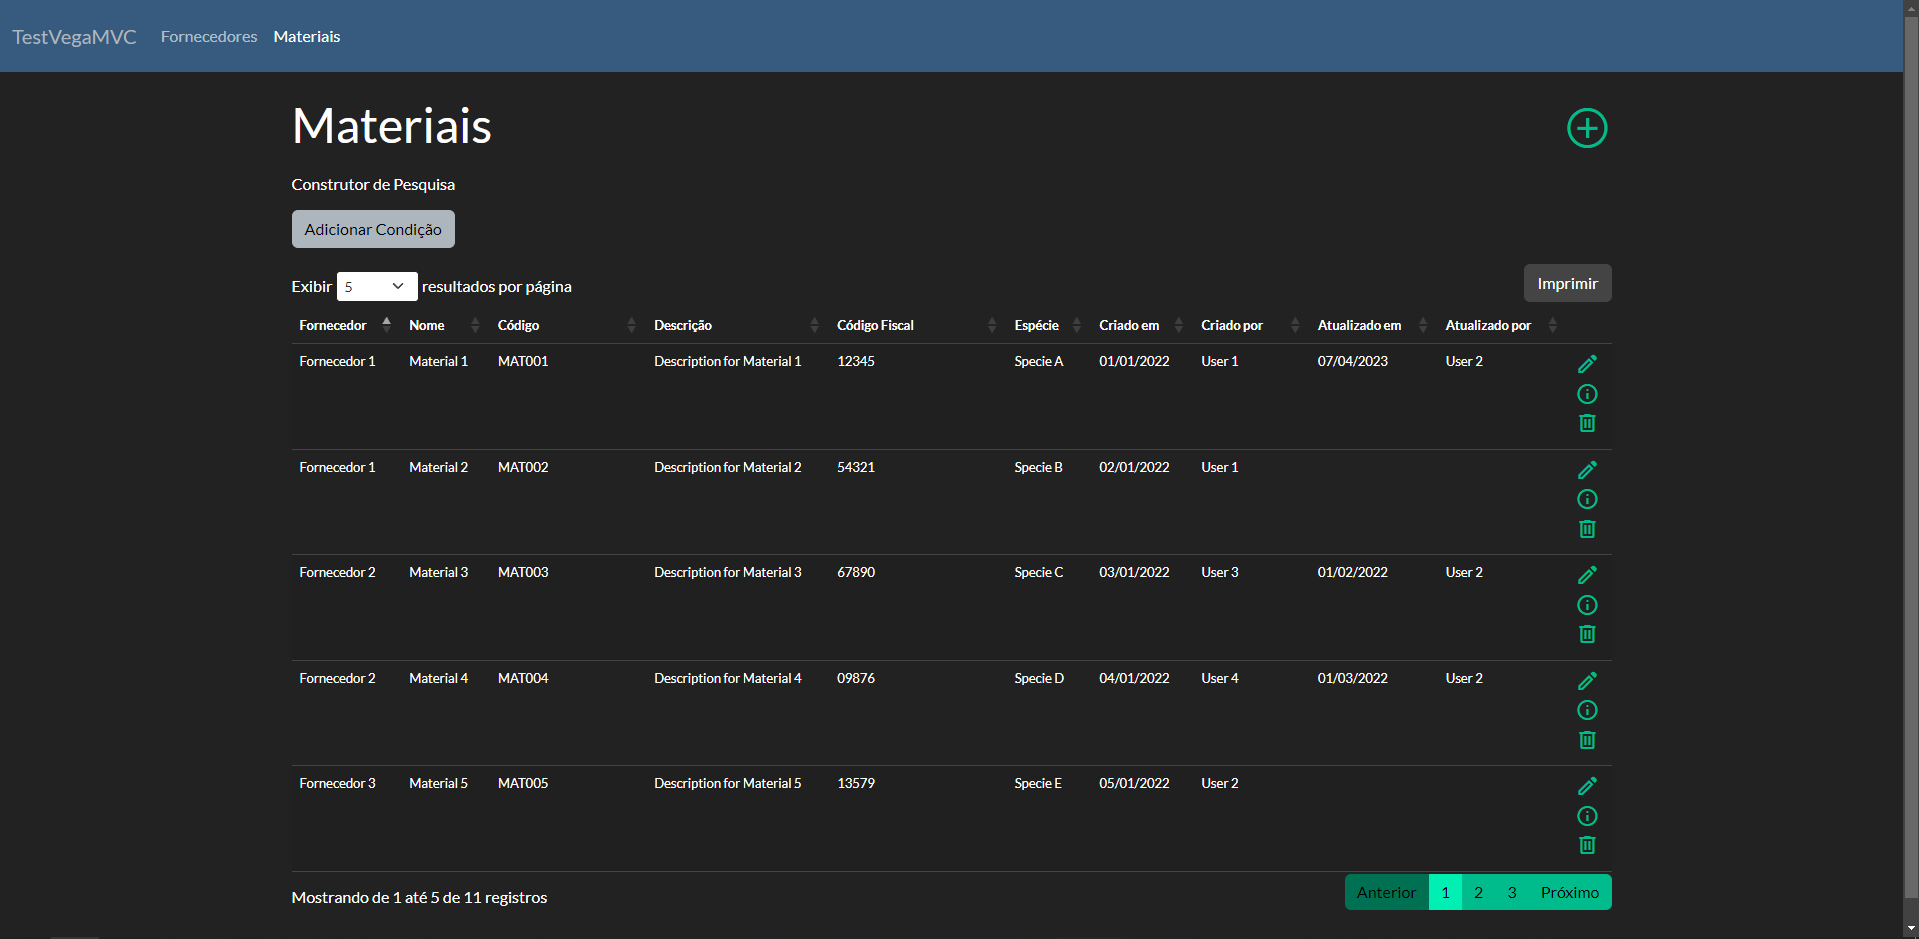 TestVegaMVC Fornecedores Materiais
Materiais
Construtor de Pesquisa
Adicionar Condição
Exibir 5 resultados por página
Imprimir
Fornecedor Nome Código Descrição Código Fiscal Espécie Criado em Criado por Atualizado em Atualizado por
Fornecedor 1 Material 1 MAT001 Description for Material 1 12345 Specie A 01/01/2022 User 1 07/04/2023 User 2
Fornecedor 1 Material 2 MAT002 Description for Material 2 54321 Specie B 02/01/2022 User 1
Fornecedor 2 Material 3 MAT003 Description for Material 3 67890 Specie C 03/01/2022 User 3 01/02/2022 User 2
Fornecedor 2 Material 4 MAT004 Description for Material 4 09876 Specie D 04/01/2022 User 4 01/03/2022 User 2
Fornecedor 3 Material 5 MAT005 Description for Material 5 13579 Specie E 05/01/2022 User 2
Mostrando de 1 até 5 de 11 registros
Anterior 1 2 3 Próximo